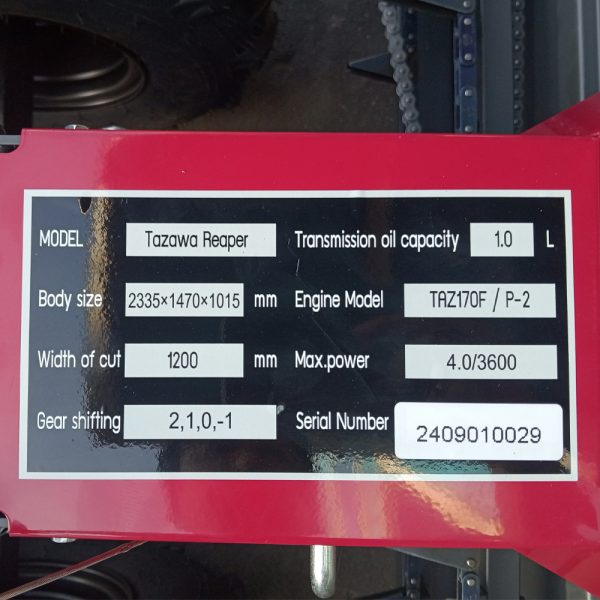 MODEL Tazawa Reaper Transmission oil capacity 1.0 L
Body size 2335×1470×1015 mm Engine Model TAZ170F / P-2
Width of cut 1200 mm Max.power 4.0/3600
Gear shifting 2,1,0,-1 Serial Number 2409010029